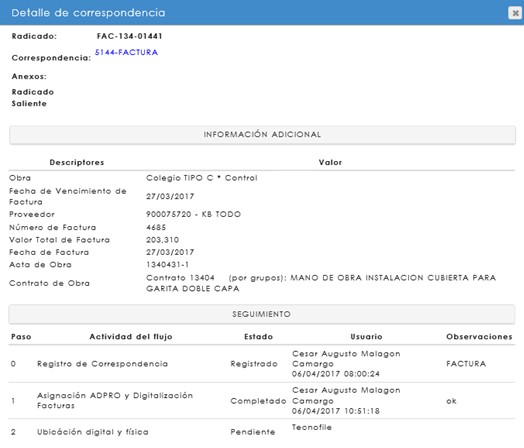 Detalle de correspondencia
Radicado: FAC-134-01441
Correspondencia: 5144-FACTURA
Anexos:
Radicado
Saliente
INFORMACIÓN ADICIONAL
Descriptores Valor
Obra Colegio TIPO C * Control
Fecha de Vencimiento de
Factura 27/03/2017
Proveedor 900075720 - KB TODO
Número de Factura 4685
Valor Total de Factura 203,310
Fecha de Factura 27/03/2017
Acta de Obra 1340431-1
Contrato de Obra Contrato 13404 (por grupos): MANO DE OBRA INSTALACION CUBIERTA PARA
GARITA DOBLE CAPA
SEGUIMIENTO
Paso Actividad del flujo Estado Usuario Observaciones
0 Registro de Correspondencia Registrado Cesar Augusto Malagon
Camargo
06/04/2017 08:00:24 FACTURA
1 Asignación ADPRO y Digitalización
Facturas Completado Cesar Augusto Malagon
Camargo
06/04/2017 10:51:18 ok
2 Ubicación digital y física Pendiente Tecnofile